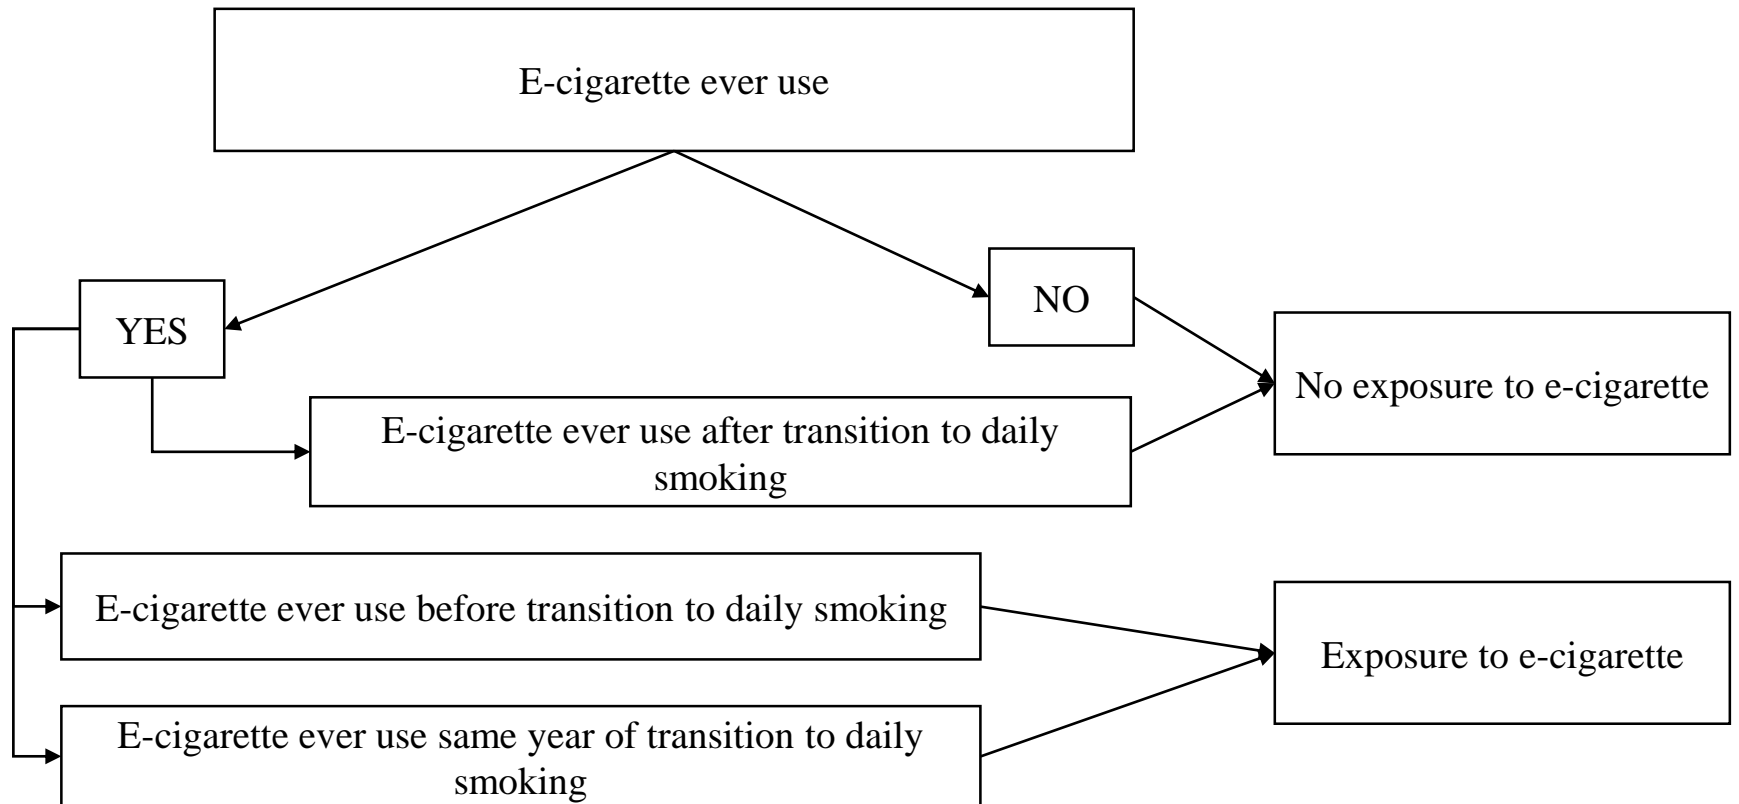 E-cigarette ever use
NO
YES
No exposure to e-cigarette
E-cigarette ever use after transition to daily
smoking
E-cigarette ever use before transition to daily smoking
Exposure to e-cigarette
E-cigarette ever use same year of transition to daily
smoking